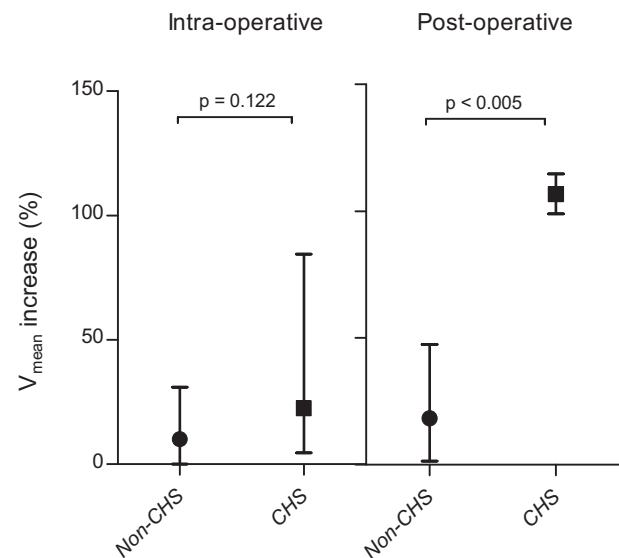 Intra-operative Post-operative
150
p = 0.122 p < 0.005
100
V_mean increase (%)
50
0
Non-CHS CHS Non-CHS CHS